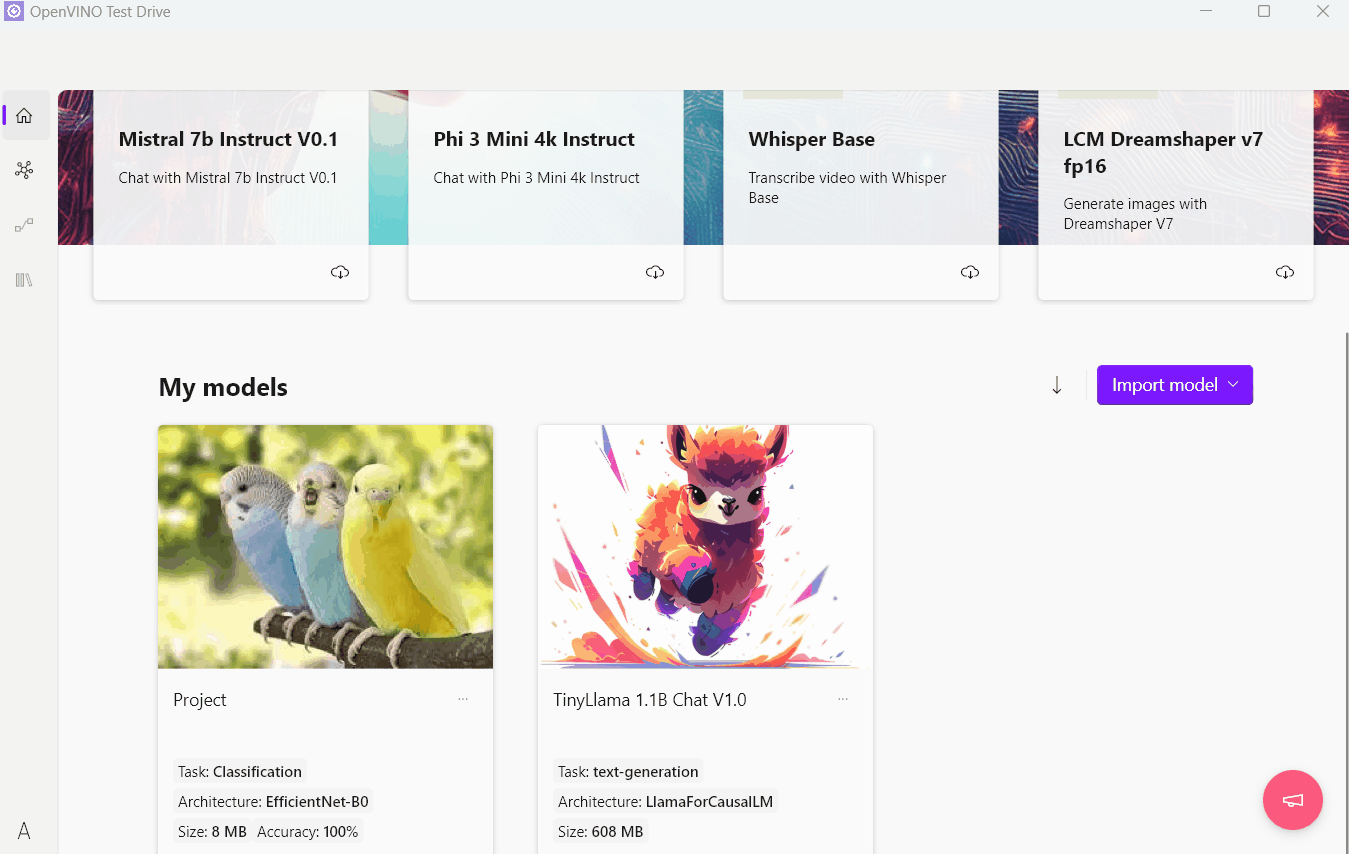 OpenVINO Test Drive
Mistral 7b Instruct V0.1
Chat with Mistral 7b Instruct V0.1
Phi 3 Mini 4k Instruct
Chat with Phi 3 Mini 4k Instruct
Whisper Base
Transcribe video with Whisper
Base
LCM Dreamshaper v7
fp16
Generate images with
Dreamshaper V7
My models
Import model
Project
...
Task: Classification
Architecture: EfficientNet-B0
Size: 8 MB Accuracy: 100%
TinyLlama 1.1B Chat V1.0
...
Task: text-generation
Architecture: LlamaForCausalLM
Size: 608 MB
A